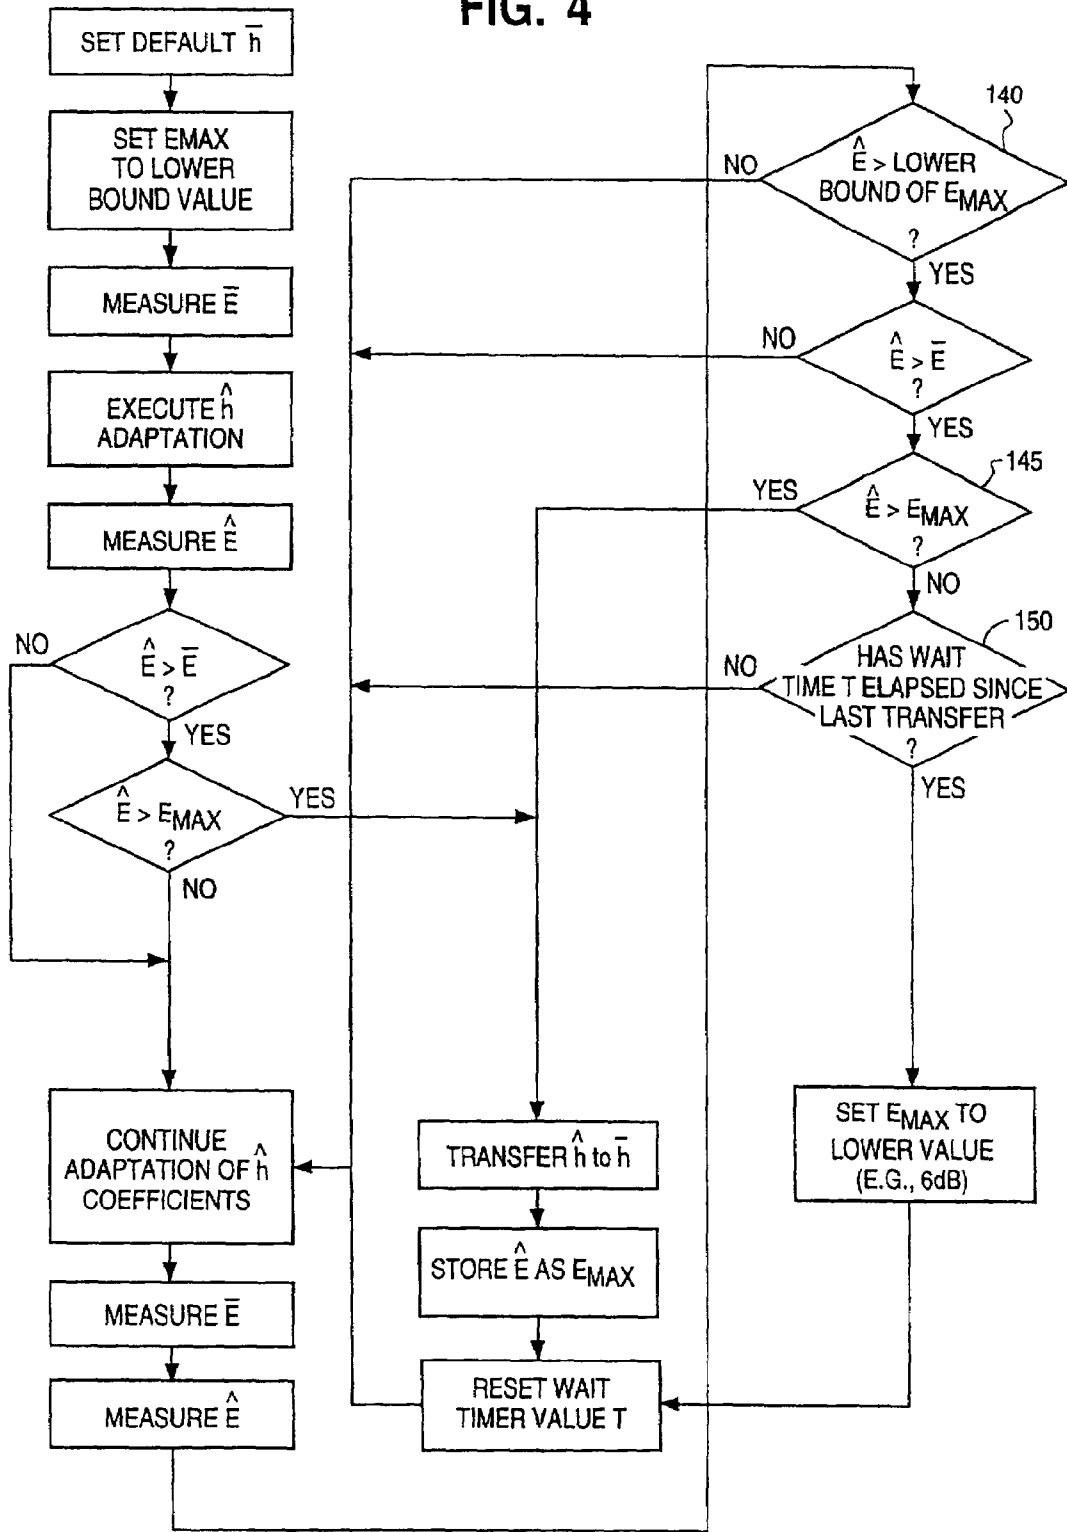 FIG. 4
SET DEFAULT h̅
SET EMAX
TO LOWER
BOUND VALUE
MEASURE E̅
EXECUTE ĥ
ADAPTATION
MEASURE Ê
Ê > E̅
?
NO
YES
Ê > EMAX
?
YES
NO
CONTINUE
ADAPTATION OF ĥ
COEFFICIENTS
MEASURE E̅
MEASURE Ê
TRANSFER ĥ to h̅
STORE Ê AS EMAX
RESET WAIT
TIMER VALUE T
140
Ê > LOWER
BOUND OF EMAX
?
NO
YES
Ê > E̅
?
NO
YES
145
Ê > EMAX
?
YES
NO
150
HAS WAIT
TIME T ELAPSED SINCE
LAST TRANSFER
?
NO
YES
SET EMAX TO
LOWER VALUE
(E.G., 6dB)